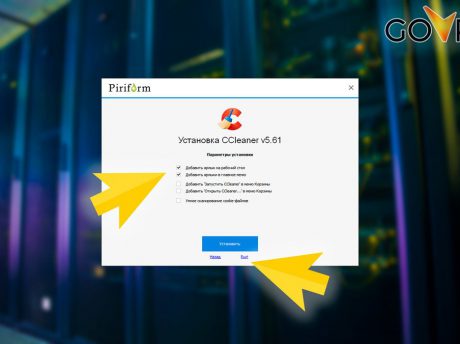 GOV
Piriform
Установка CCleaner v5.61
Параметры установки
Добавить ярлык на рабочий стол
Добавить ярлыки в главное меню
Добавить "Запустить CCleaner" в меню Корзины
Добавить "Открыть CCleaner..." в меню Корзины
Умное сканирование cookie-файлов
Установить
Назад